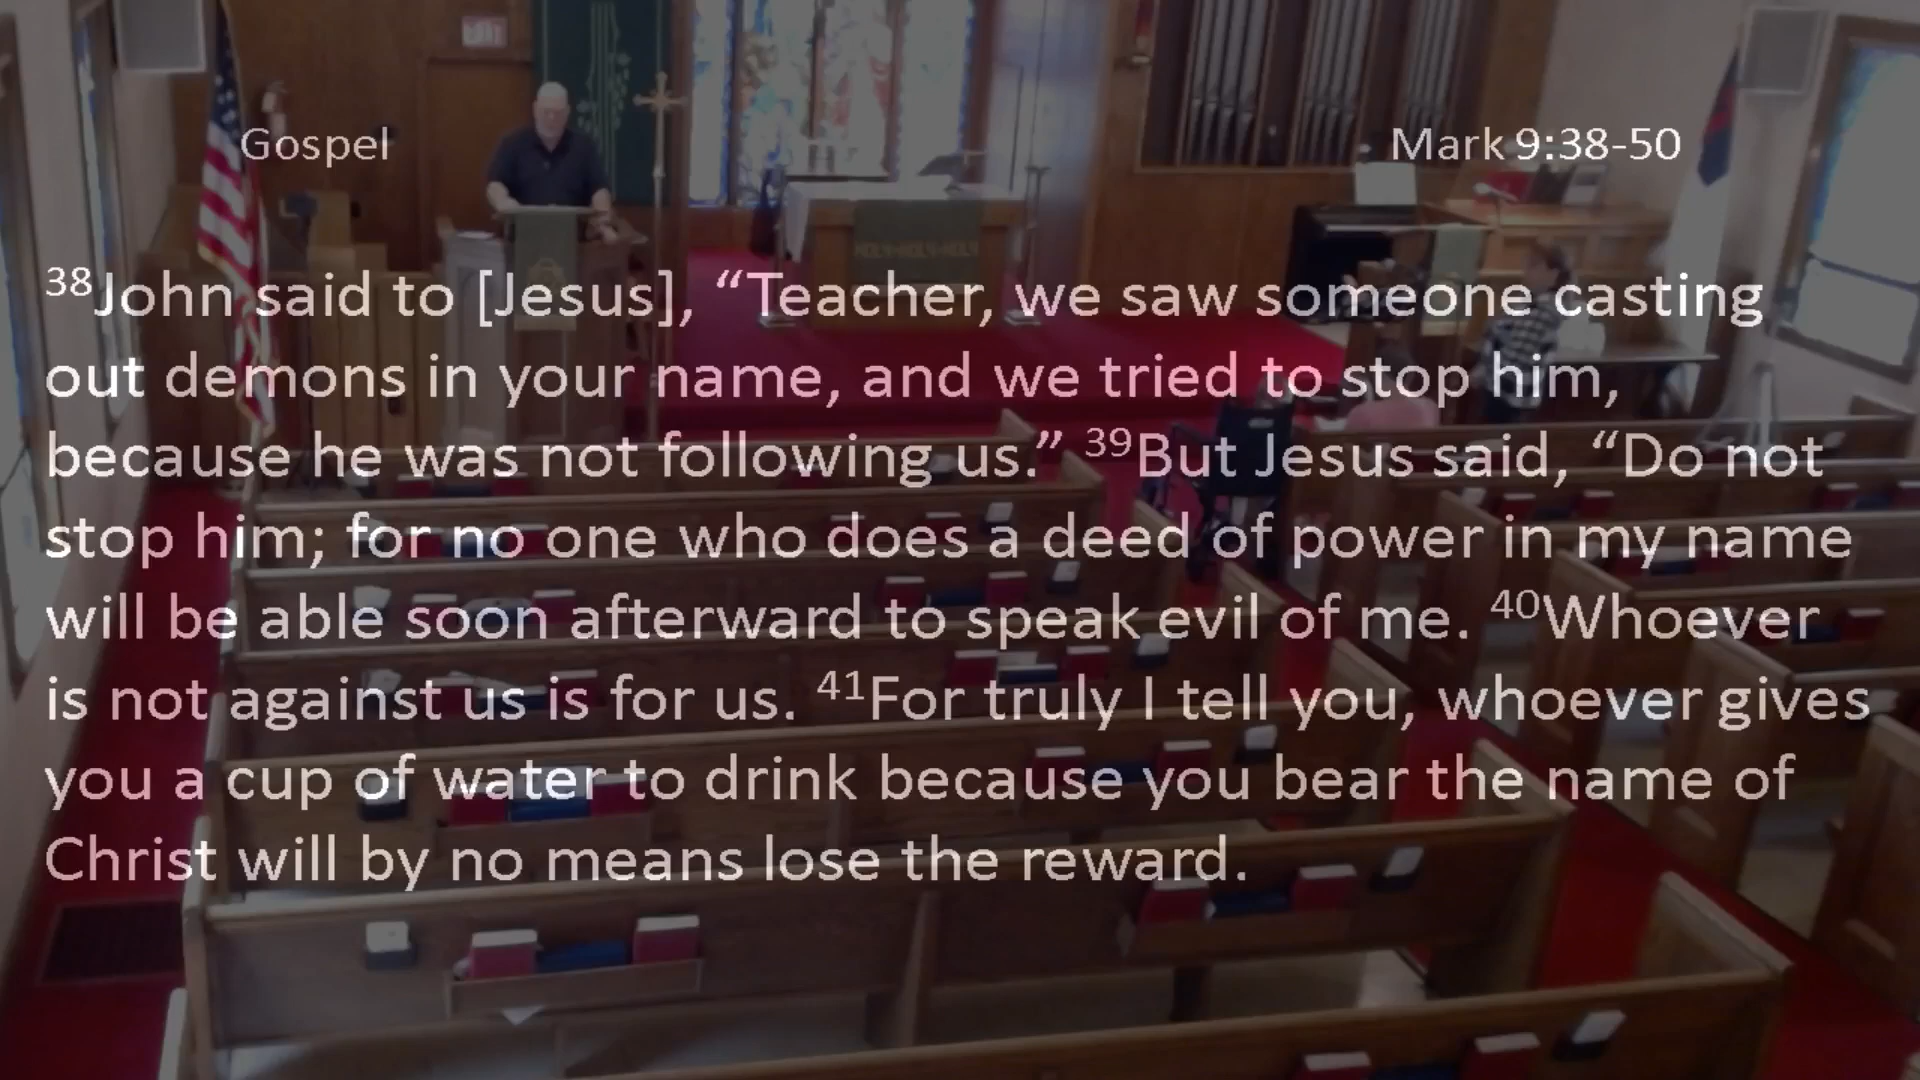 Gospel
Mark 9:38-50
HOLY·HOLY·HOLY
38John said to [Jesus], “Teacher, we saw someone casting
out demons in your name, and we tried to stop him,
because he was not following us.” 39But Jesus said, “Do not
stop him; for no one who does a deed of power in my name
will be able soon afterward to speak evil of me. 40Whoever
is not against us is for us. 41For truly I tell you, whoever gives
you a cup of water to drink because you bear the name of
Christ will by no means lose the reward.